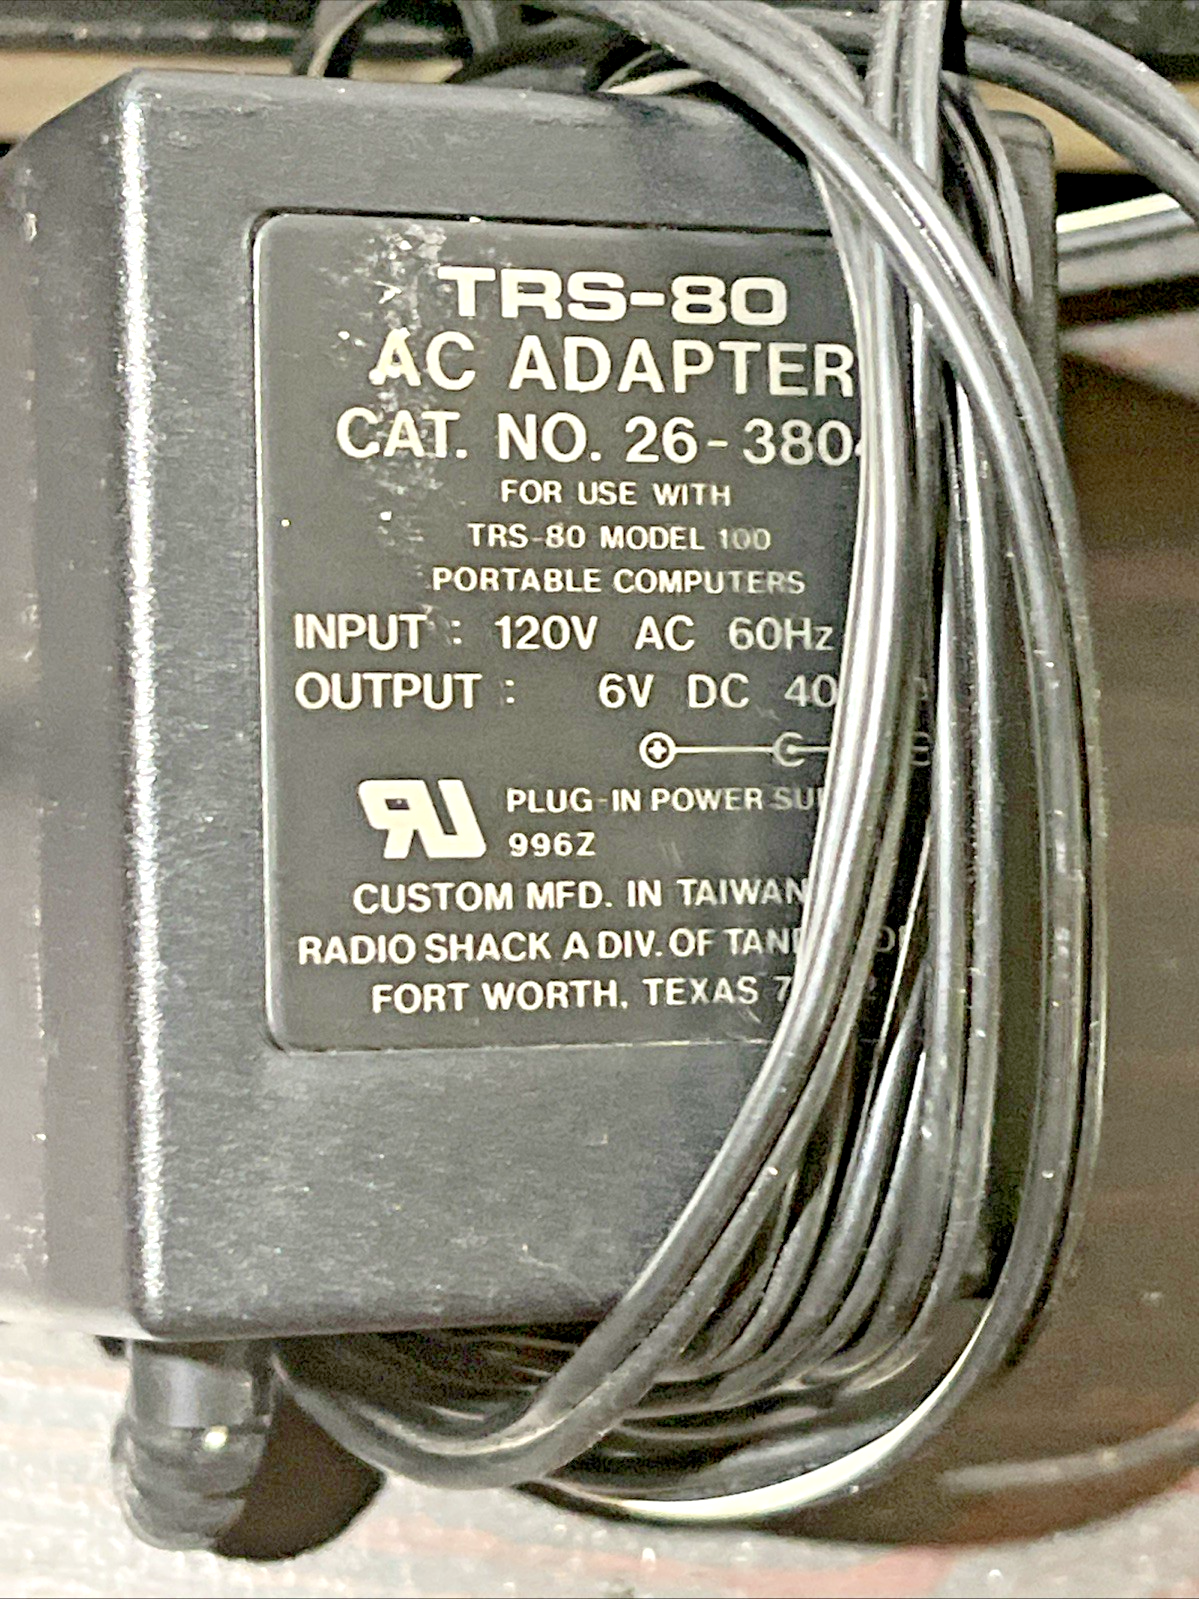 TRS-80
AC ADAPTER
CAT. NO. 26-3804
FOR USE WITH
TRS-80 MODEL 100
PORTABLE COMPUTERS
INPUT : 120V AC 60Hz
OUTPUT : 6V DC
PLUG-IN POWER
996Z
CUSTOM MFD. IN TAIWAN
RADIO SHACK A DIV. OF
FORT WORTH, TEXAS